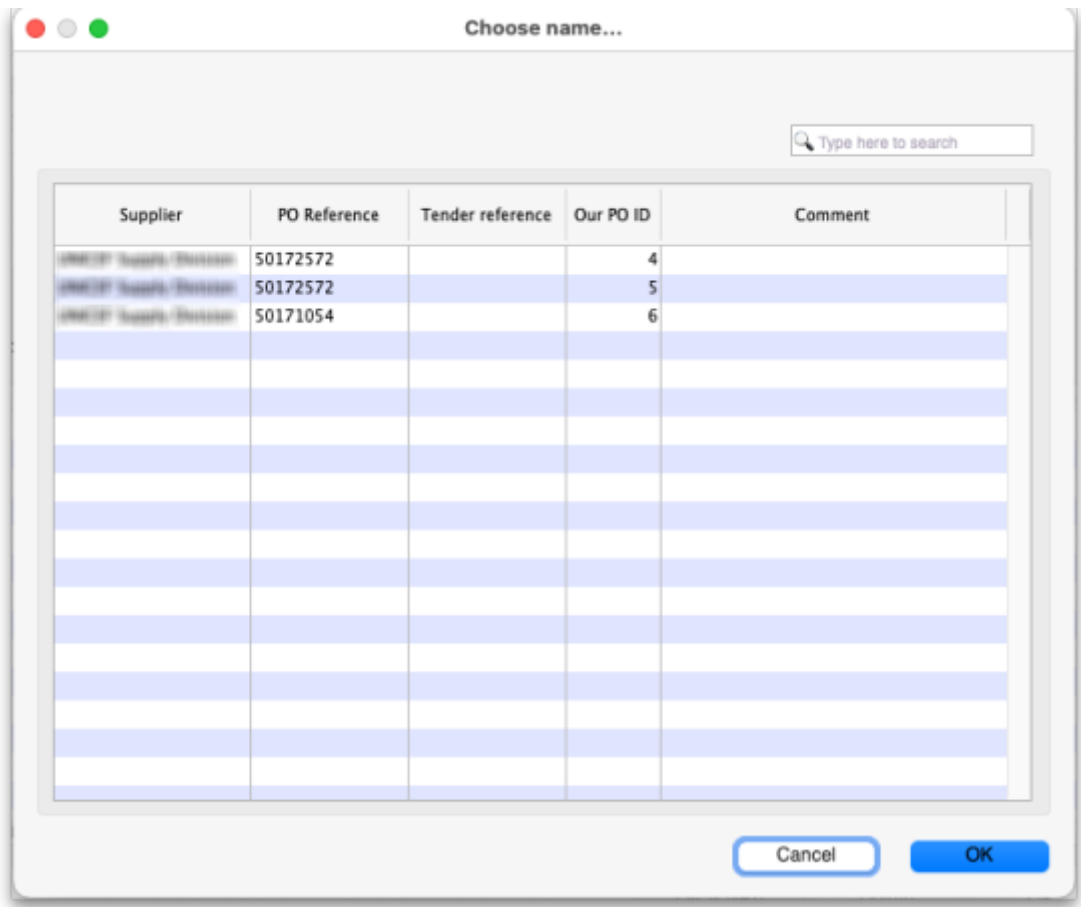 Choose name...
Type here to search
Supplier PO Reference Tender reference Our PO ID Comment
50172572 4
50172572 5
50171054 6
Cancel OK